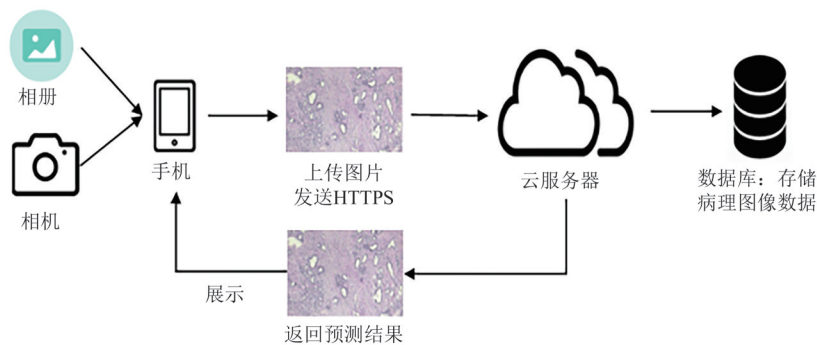 相册
相机
手机
上传图片
发送HTTPS
云服务器
数据库：存储
病理图像数据
展示
返回预测结果